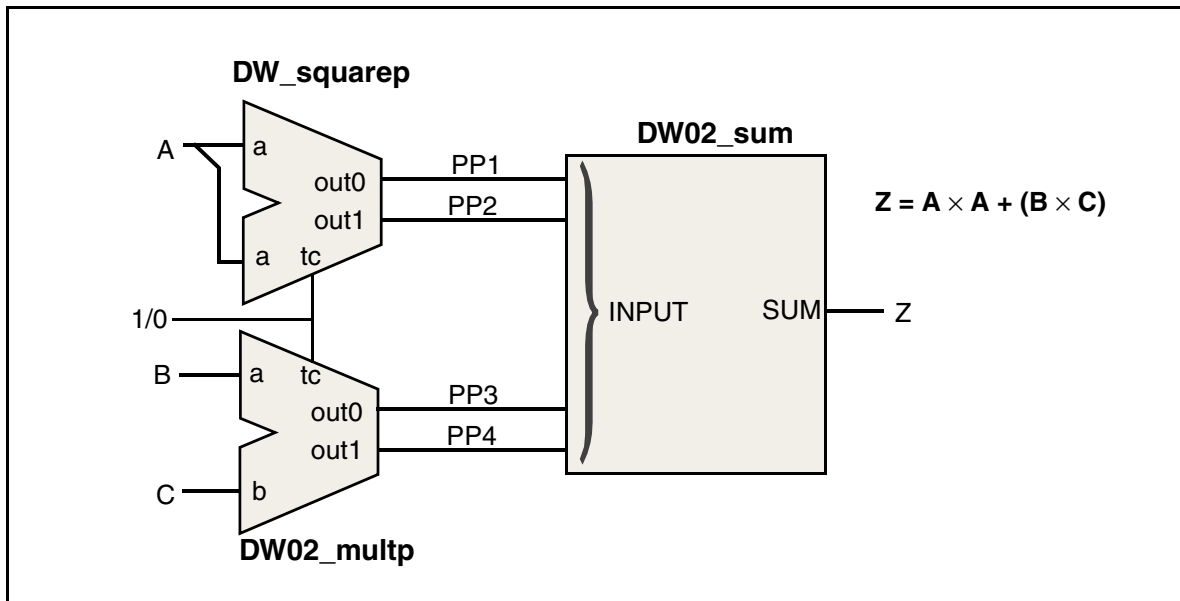 DW_squarep
A
a
out0
out1
a
tc
PP1
PP2
DW02_sum
INPUT
SUM
Z = A × A + (B × C)
Z
1/0
B
a
tc
out0
out1
PP3
PP4
C
b
DW02_multp